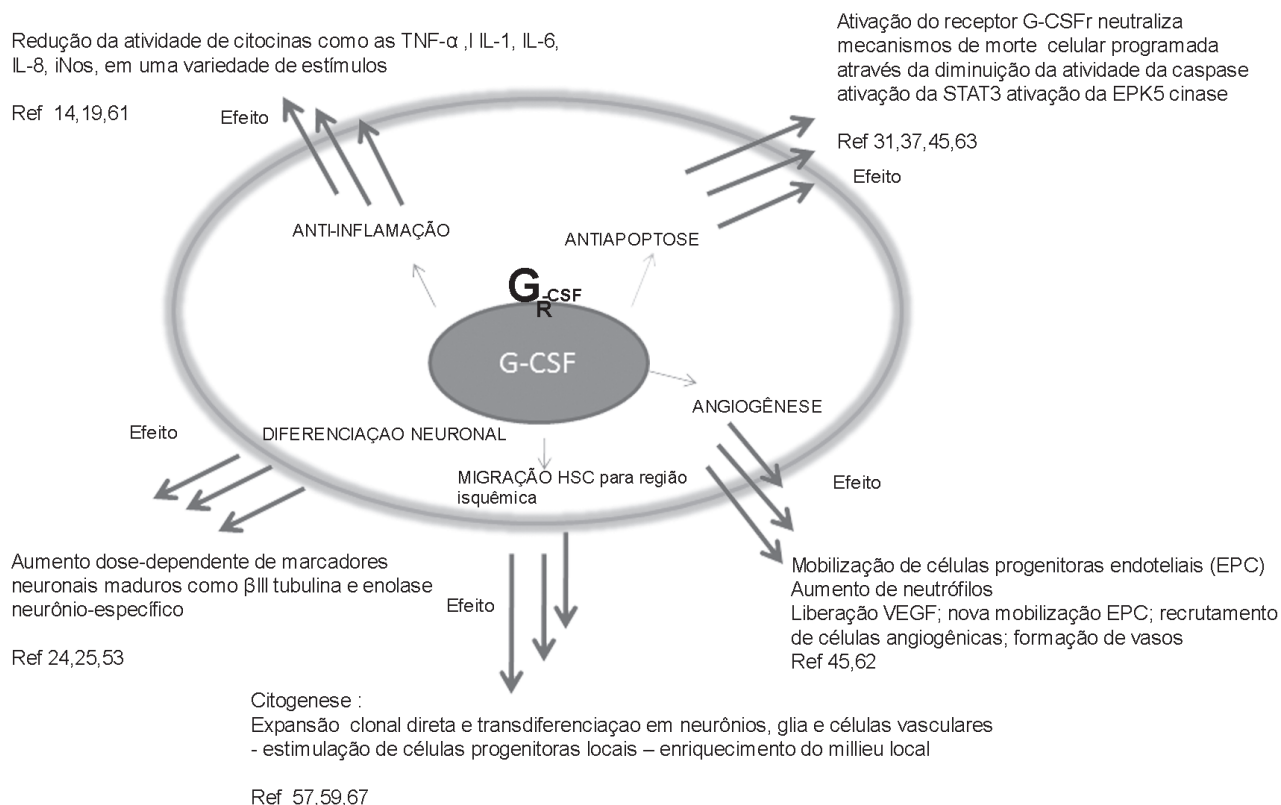 Redução da atividade de citocinas como as TNF-α ,I IL-1, IL-6,
IL-8, iNos, em uma variedade de estímulos
Ref 14,19,61
Efeito
Ativação do receptor G-CSFr neutraliza
mecanismos de morte celular programada
através da diminuição da atividade da caspase
ativação da STAT3 ativação da EPK5 cinase
Ref 31,37,45,63
Efeito
ANTI-INFLAMAÇÃO
ANTIAPOPTOSE
G-CSF
R
G-CSF
ANGIOGÊNESE
Efeito
DIFERENCIAÇAO NEURONAL
Efeito
MIGRAÇÃO HSC para região
isquêmica
Aumento dose-dependente de marcadores
neuronais maduros como βIII tubulina e enolase
neurônio-específico
Ref 24,25,53
Efeito
Mobilização de células progenitoras endoteliais (EPC)
Aumento de neutrófilos
Liberação VEGF; nova mobilização EPC; recrutamento
de células angiogênicas; formação de vasos
Ref 45,62
Citogenese :
Expansão clonal direta e transdiferenciaçao em neurônios, glia e células vasculares
- estimulação de células progenitoras locais – enriquecimento do millieu local
Ref 57.59.67